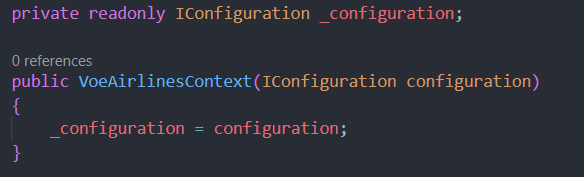 private readonly IConfiguration _configuration;
0 references
public VoeAirlinesContext(IConfiguration configuration)
{
_configuration = configuration;
}